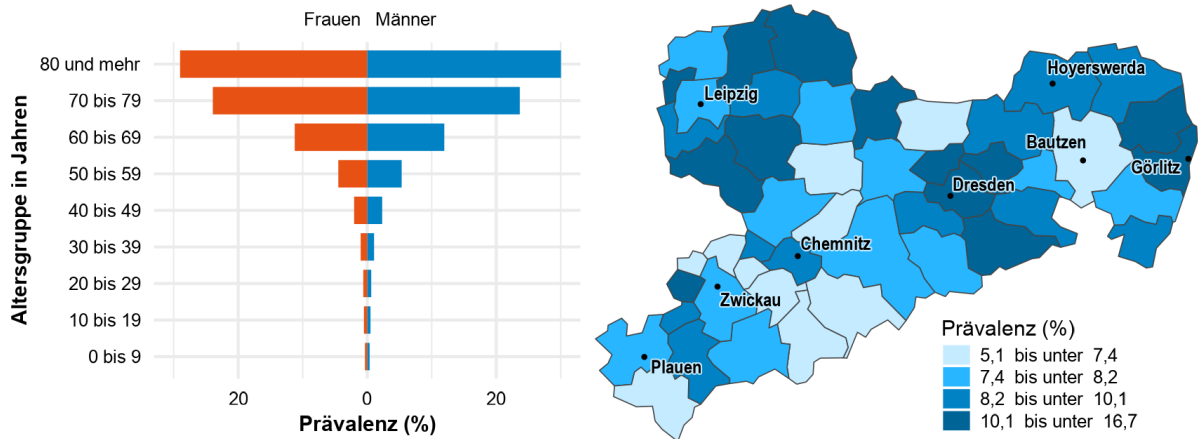 Frauen Männer
Altersgruppe in Jahren
80 und mehr
70 bis 79
60 bis 69
50 bis 59
40 bis 49
30 bis 39
20 bis 29
10 bis 19
0 bis 9
20 0 20
Prävalenz (%)
Hoyerswerda
Leipzig
Bautzen
Görlitz
Dresden
Chemnitz
Zwickau
Plauen
Prävalenz (%)
5,1 bis unter 7,4
7,4 bis unter 8,2
8,2 bis unter 10,1
10,1 bis unter 16,7